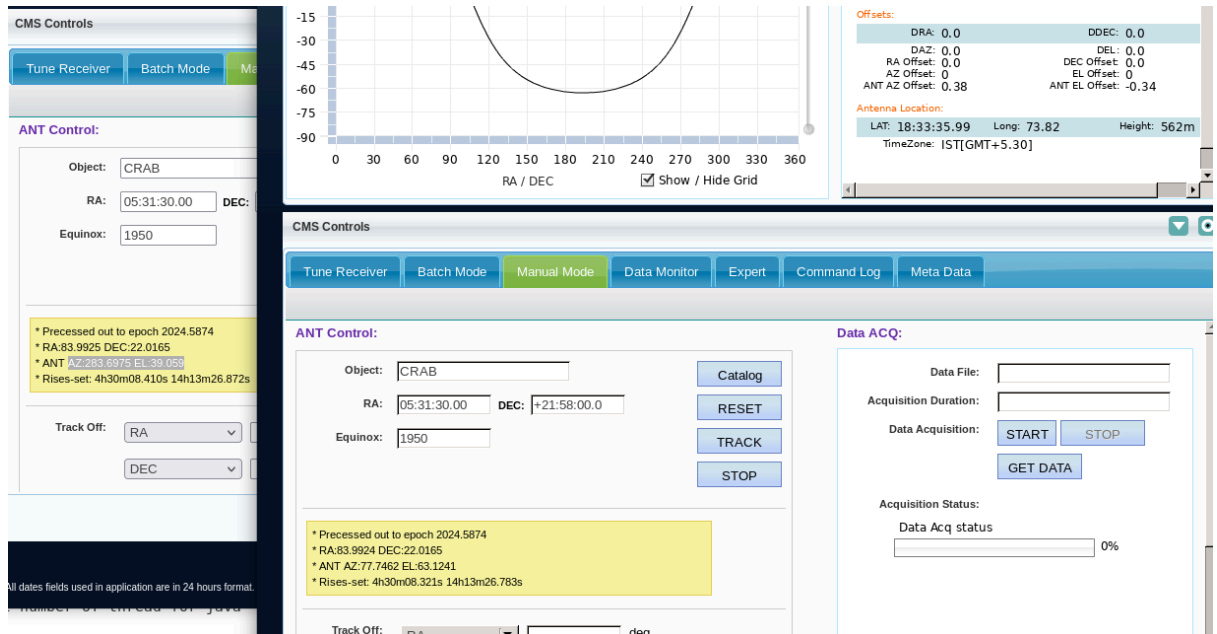 CMS Controls
Tune Receiver
Batch Mode
ANT Control:
Object: CRAB
RA: 05:31:30.00 DEC:
Equinox: 1950
* Precessed out to epoch 2024.5874
* RA:83.9925 DEC:22.0165
* ANT AZ:283.6975 EL:39.059
* Rises-set: 4h30m08.410s 14h13m26.872s
Track Off: RA
DEC
All dates fields used in application are in 24 hours format.
number of thread for java
-15
-30
-45
-60
-75
-90
0 30 60 90 120 150 180 210 240 270 300 330 360
RA / DEC
Show / Hide Grid
Offsets:
DRA: 0.0 DDEC: 0.0
DAZ: 0.0 DEL: 0.0
RA Offset: 0.0 DEC Offset: 0.0
AZ Offset: 0 EL Offset: 0
ANT AZ Offset: 0.38 ANT EL Offset: -0.34
Antenna Location:
LAT: 18:33:35.99 Long: 73.82 Height: 562m
TimeZone: IST[GMT+5.30]
CMS Controls
Tune Receiver
Batch Mode
Manual Mode
Data Monitor
Expert
Command Log
Meta Data
ANT Control:
Object: CRAB
Catalog
RA: 05:31:30.00 DEC: +21:58:00.0
RESET
Equinox: 1950
TRACK
STOP
* Precessed out to epoch 2024.5874
* RA:83.9924 DEC:22.0165
* ANT AZ:77.7462 EL:63.1241
* Rises-set: 4h30m08.321s 14h13m26.783s
Track Off: RA deg
Data ACQ:
Data File:
Acquisition Duration:
Data Acquisition: START STOP
GET DATA
Acquisition Status:
Data Acq status
0%